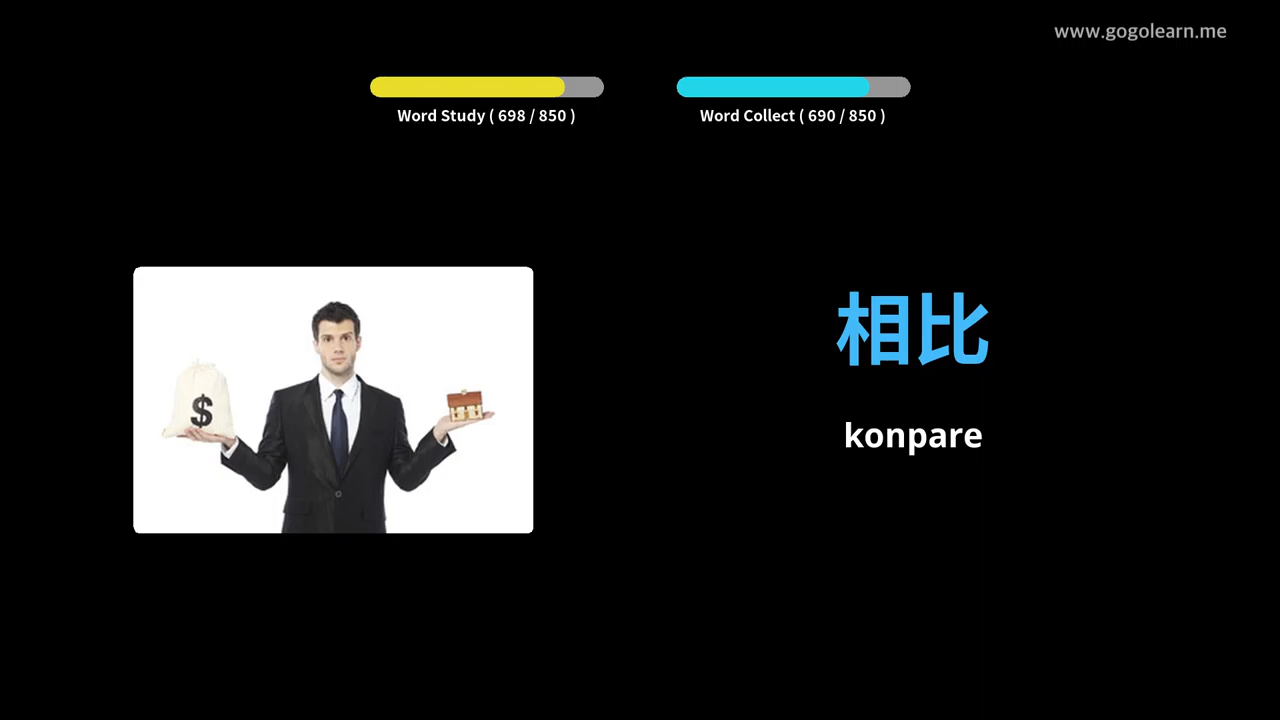 www.gogolearn.me
Word Study ( 698 / 850 )
Word Collect ( 690 / 850 )
$
相比
konpare